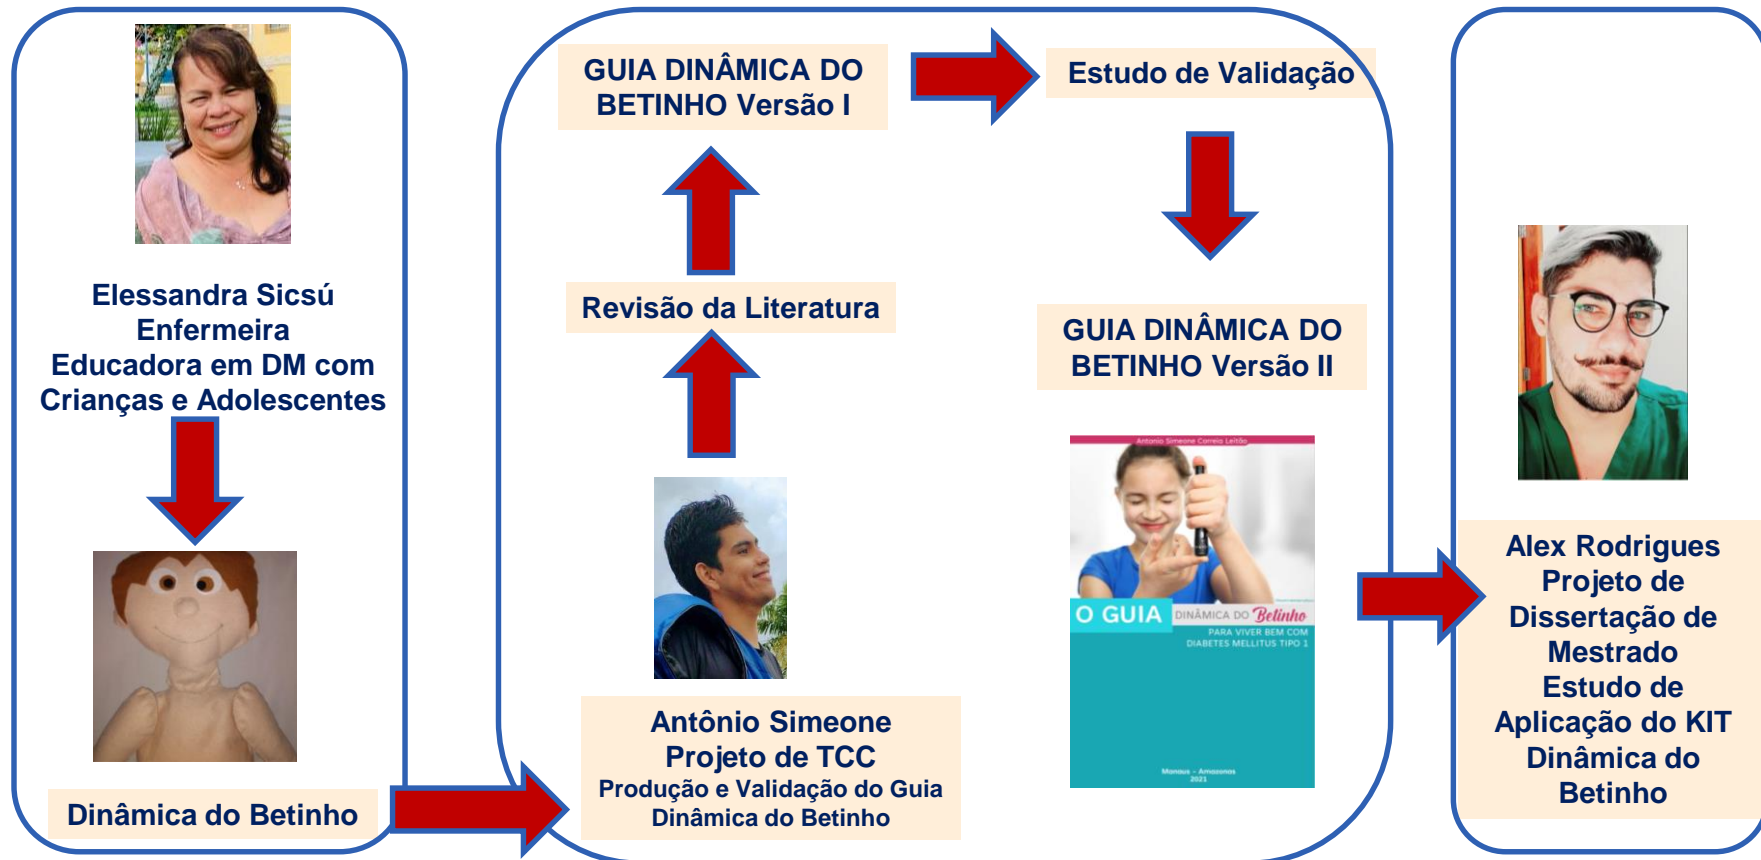 Elessandra Sicsú
Enfermeira
Educadora em DM com
Crianças e Adolescentes
Dinâmica do Betinho
Antônio Simeone
Projeto de TCC
Produção e Validação do Guia
Dinâmica do Betinho
Revisão da Literatura
GUIA DINÂMICA DO
BETINHO Versão I
Estudo de Validação
GUIA DINÂMICA DO
BETINHO Versão II
Antonio Simeone Correia Leitão
O GUIA DINÂMICA DO Betinho
PARA VIVER BEM COM
DIABETES MELLITUS TIPO 1
Manaus - Amazonas
2021
Alex Rodrigues
Projeto de
Dissertação de
Mestrado
Estudo de
Aplicação do KIT
Dinâmica do
Betinho